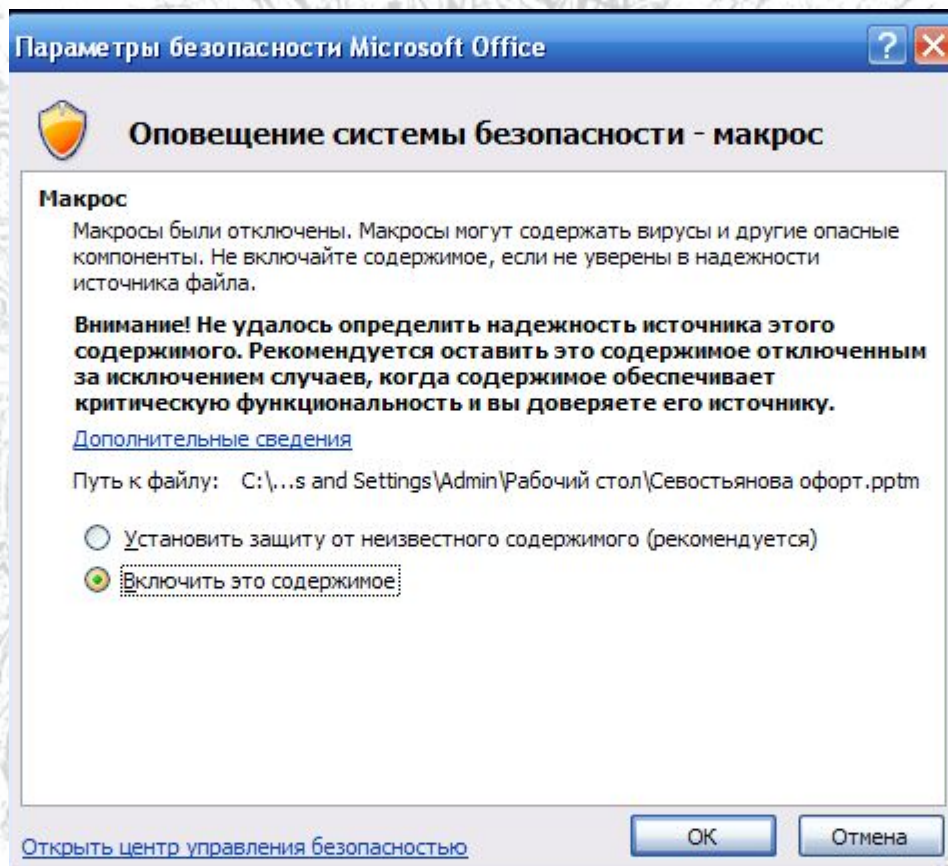 Параметры безопасности Microsoft Office
Оповещение системы безопасности - макрос
Макрос
Макросы были отключены. Макросы могут содержать вирусы и другие опасные
компоненты. Не включайте содержимое, если не уверены в надежности
источника файла.
Внимание! Не удалось определить надежность источника этого
содержимого. Рекомендуется оставить это содержимое отключенным
за исключением случаев, когда содержимое обеспечивает
критическую функциональность и вы доверяете его источнику.
Дополнительные сведения
Путь к файлу: C:\...s and Settings\Admin\Рабочий стол\Севостьянова офорт.pptm
Установить защиту от неизвестного содержимого (рекомендуется)
Включить это содержимое
Открыть центр управления безопасностью
ОК
Отмена